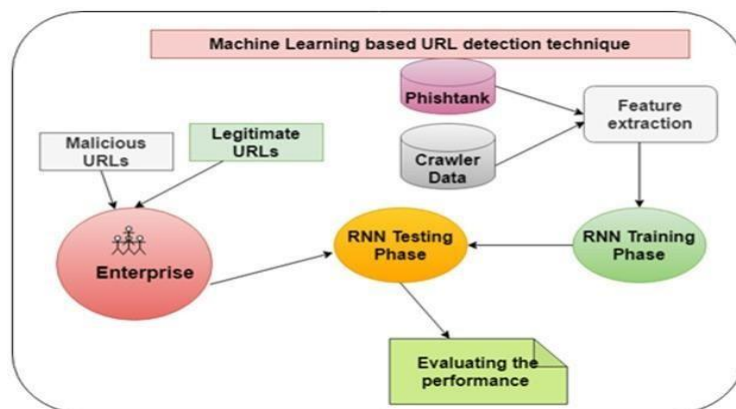 Machine Learning based URL detection technique
Phishtank
Feature
extraction
Malicious
URLs
Legitimate
URLs
Crawler
Data
Enterprise
RNN Testing
Phase
RNN Training
Phase
Evaluating the
performance